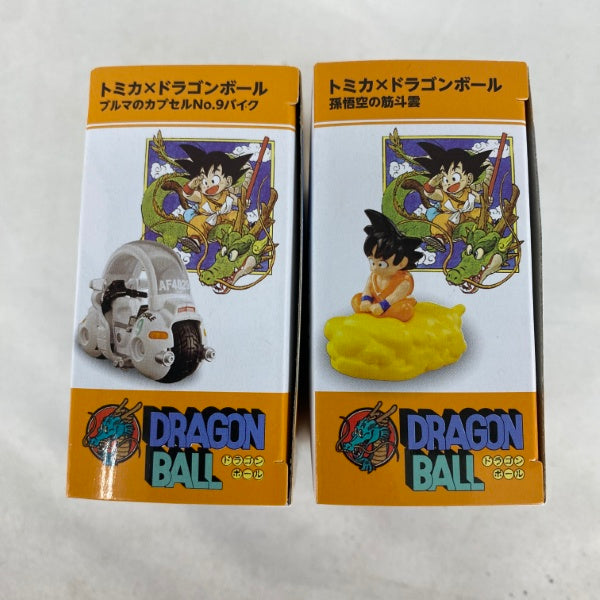 トミカ×ドラゴンボール
ブルマのカプセルNo.9バイク
AF4020
DRAGON
BALL
ドラゴン
ボール
トミカ×ドラゴンボール
孫悟空の筋斗雲
DRAGON
BALL
ドラゴン
ボール